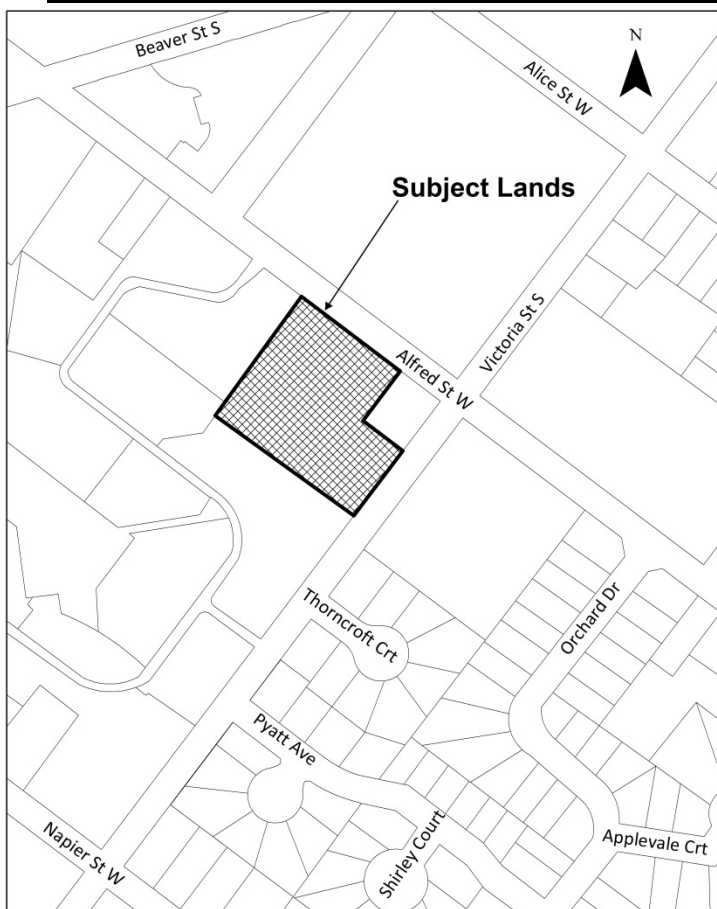 Beaver St S
N
Alice St W
Subject Lands
Victoria St S
Alfred St W
Thorncroft Crt
Orchard Dr
Pyatt Ave
Napier St W
Shirley Court
Applevale Crt